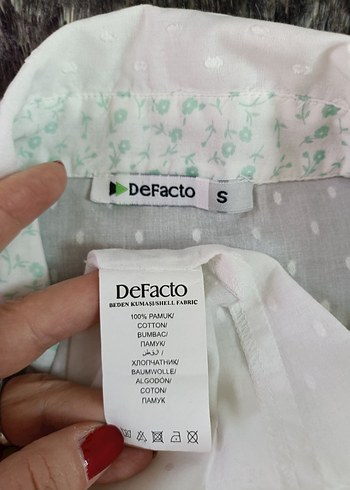 DeFacto S
DeFacto
BEDEN KUMAŞI/SHELL FABRIC
100% PAMUK/
COTTON/
BUMBAC/
ПАМУК/
القطن /
ХЛОПЧАТНИК/
BAUMWOLLE/
ALGODÓN/
COTON/
ПАМУК